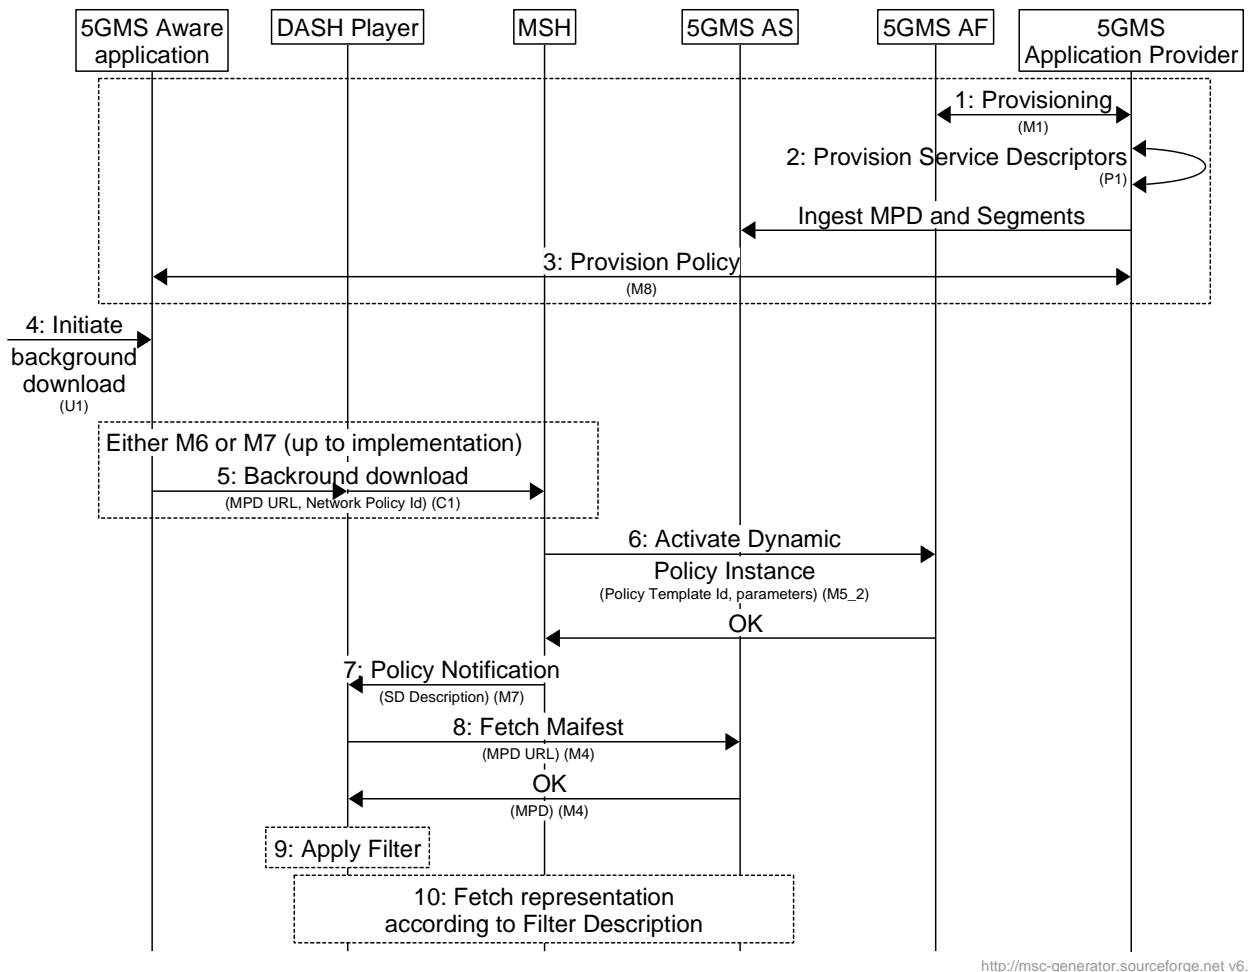 5GMS Aware
application
DASH Player
MSH
5GMS AS
5GMS AF
5GMS
Application Provider
1: Provisioning
(M1)
2: Provision Service Descriptors
(P1)
Ingest MPD and Segments
3: Provision Policy
(M8)
4: Initiate
background
download
(U1)
Either M6 or M7 (up to implementation)
5: Backround download
(MPD URL, Network Policy Id) (C1)
6: Activate Dynamic
Policy Instance
(Policy Template Id, parameters) (M5_2)
OK
7: Policy Notification
(SD Description) (M7)
8: Fetch Maifest
(MPD URL) (M4)
OK
(MPD) (M4)
9: Apply Filter
10: Fetch representation
according to Filter Description
http://msc-generator.sourceforge.net v6.